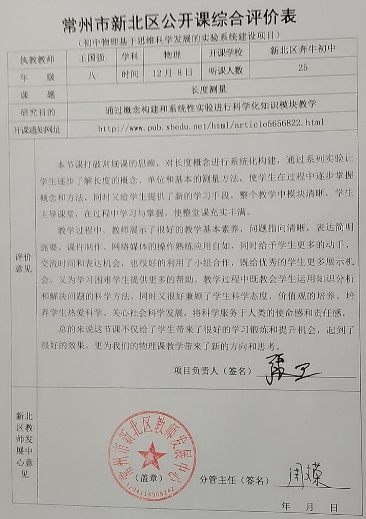 常州市新北区公开课综合评价表
（初中物理基于思维科学发展的实验系统建设项目）
执教教师 王国强 学科 物理 开课学校 新北区奔牛初中
年 级 八 时间 12月8日 听课人数 25
课 题 长度测量
研究目的 通过概念构建和系统性实验进行科学化知识模块教学
开课通知网址 http://www.pub.xbedu.net/html/article5656822.html
本节课打破常规课的思维，对长度概念进行系统化构建，通过系列实验让
学生逐步了解长度的概念、单位和基本的测量方法，使学生在过程中逐步掌握
概念和方法，同时又给学生提供了新的学习手段。整个教学中模块清晰，学生
主导课堂，在过程中学习与掌握，使整堂课充实丰满。
教学过程中，教师展示了很好的教学基本素养，问题指向清晰，表达简明
扼要。课件制作、网络媒体的操作熟练应用自如，同时给予学生更多的动手、
交流时间和表达机会，也很好的利用了小组合作，既给优秀的学生更多展示机
会，又为学习困难学生提供更多的帮助。教学过程中既教会学生运用知识分析
和解决问题的科学方法，同时又很好兼顾了学生科学态度、价值观的培养，培
养学生热爱科学、关心社会科学发展，将科学服务于人类的使命感和责任感。
总的来说这节课不仅给了学生带来了很好的学习锻炼和提升机会，起到了
很好的效果，更为我们的物理课教学带来了新的方向和思考。
评价
意见
项目负责人（签名）
新北
区教
师发
展中
心意
见
常州市新北区教师发展中心
（盖章）
分管主任（签名）
年 月 日